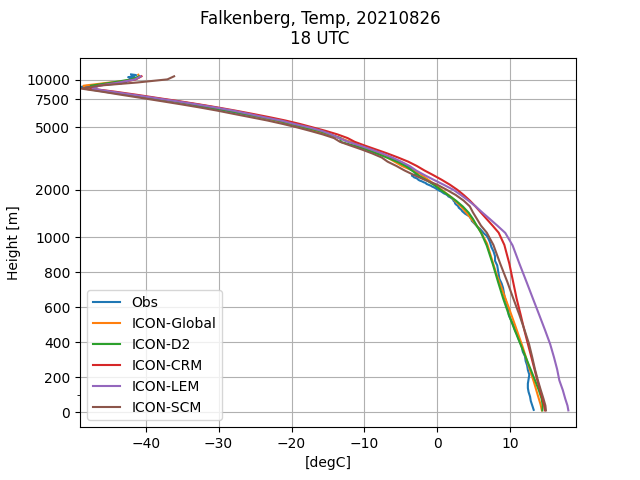 Falkenberg, Temp, 20210826
18 UTC
10000
7500
5000
2000
1000
800
600
400
200
0
Height [m]
Obs
ICON-Global
ICON-D2
ICON-CRM
ICON-LEM
ICON-SCM
−40 −30 −20 −10 0 10
[degC]